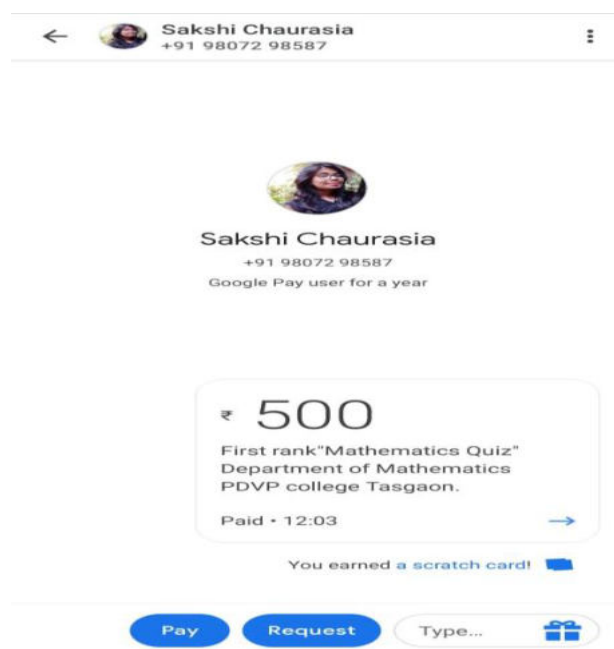 Sakshi Chaurasia
+91 98072 98587
Sakshi Chaurasia
+91 98072 98587
Google Pay user for a year
₹ 500
First rank"Mathematics Quiz"
Department of Mathematics
PDVP college Tasgaon.
Paid • 12:03
You earned a scratch card!
Pay
Request
Type...